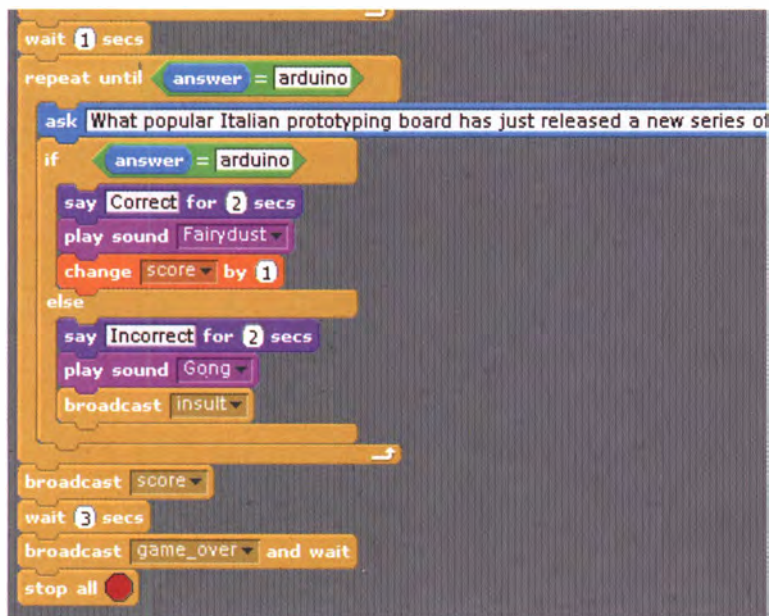 wait 1 secs
repeat until answer = arduino
ask What popular Italian prototyping board has just released a new series of
if answer = arduino
say Correct for 2 secs
play sound Fairydust
change score by 1
else
say Incorrect for 2 secs
play sound Gong
broadcast insult
broadcast score
wait 3 secs
broadcast game_over and wait
stop all